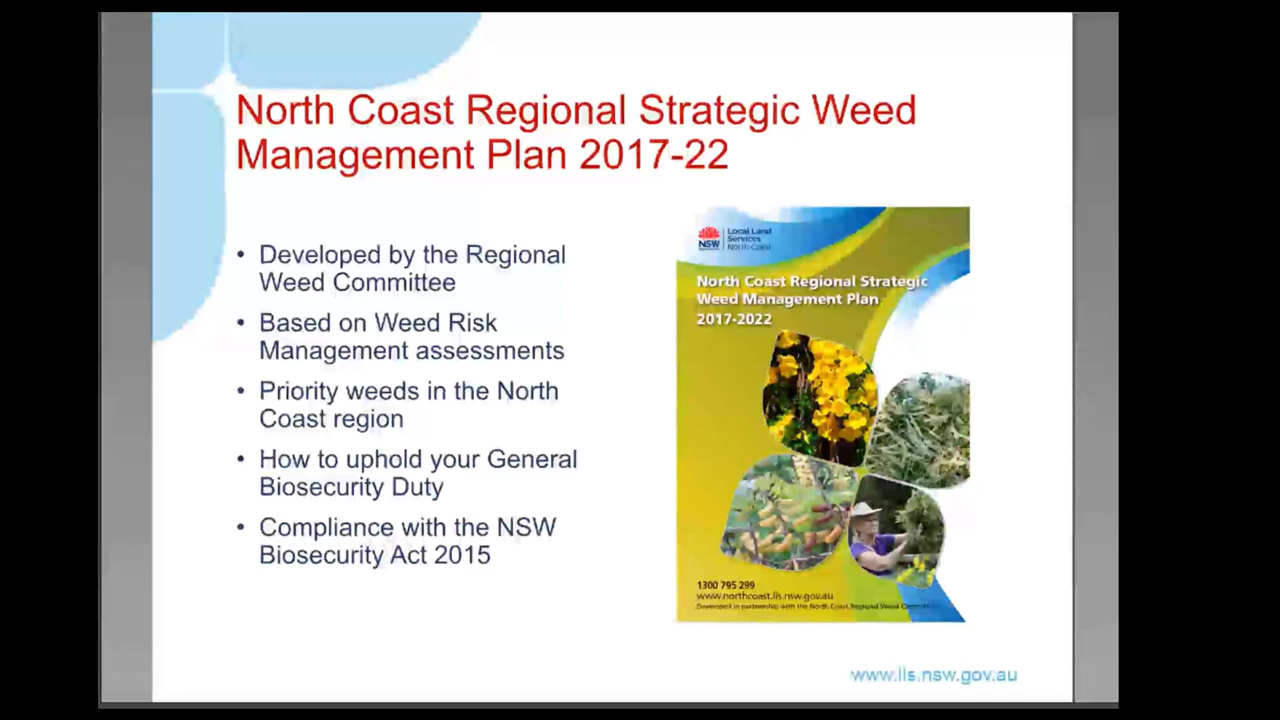 North Coast Regional Strategic Weed
Management Plan 2017-22
• Developed by the Regional
Weed Committee
• Based on Weed Risk
Management assessments
• Priority weeds in the North
Coast region
• How to uphold your General
Biosecurity Duty
• Compliance with the NSW
Biosecurity Act 2015
NSW
Local Land
Services
North Coast
North Coast Regional Strategic
Weed Management Plan
2017-2022
1300 795 299
www.northcoast.lls.nsw.gov.au
Developed in partnership with the North Coast Regional Weed
www.lls.nsw.gov.au